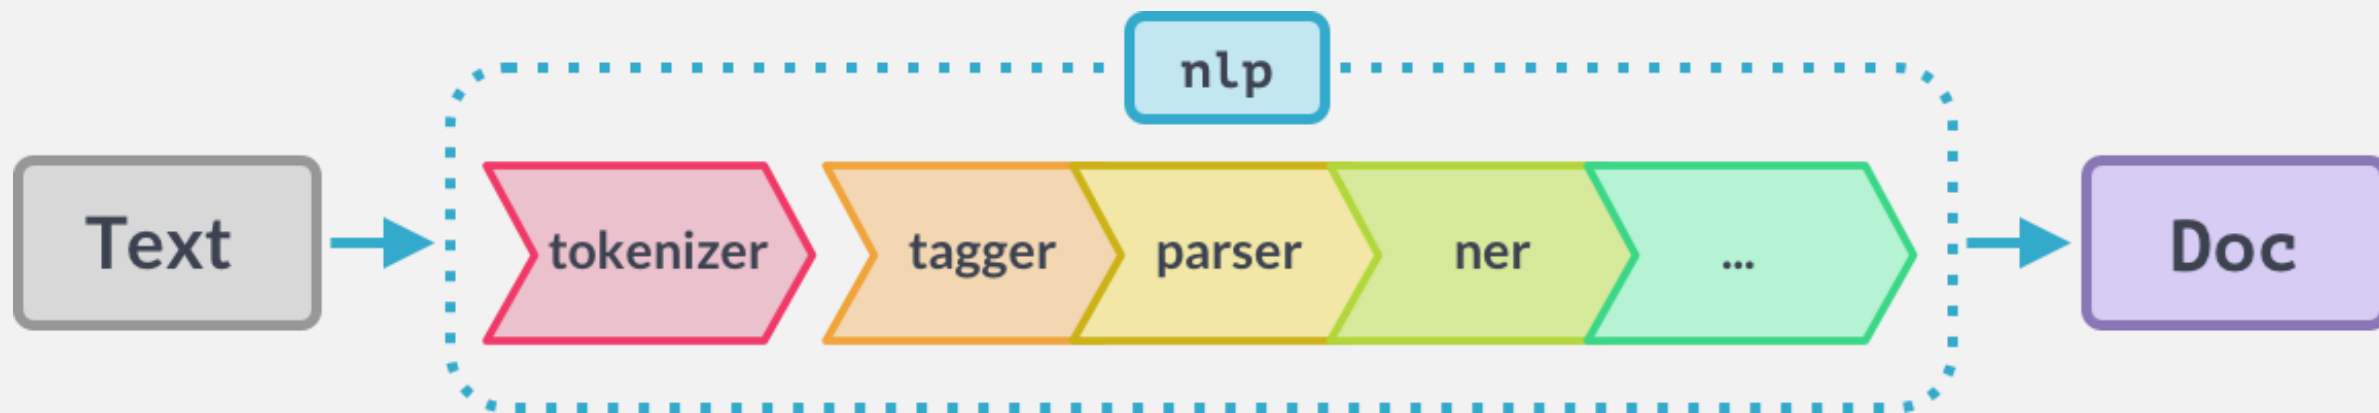 nlp
Text
tokenizer
tagger
parser
ner
...
Doc